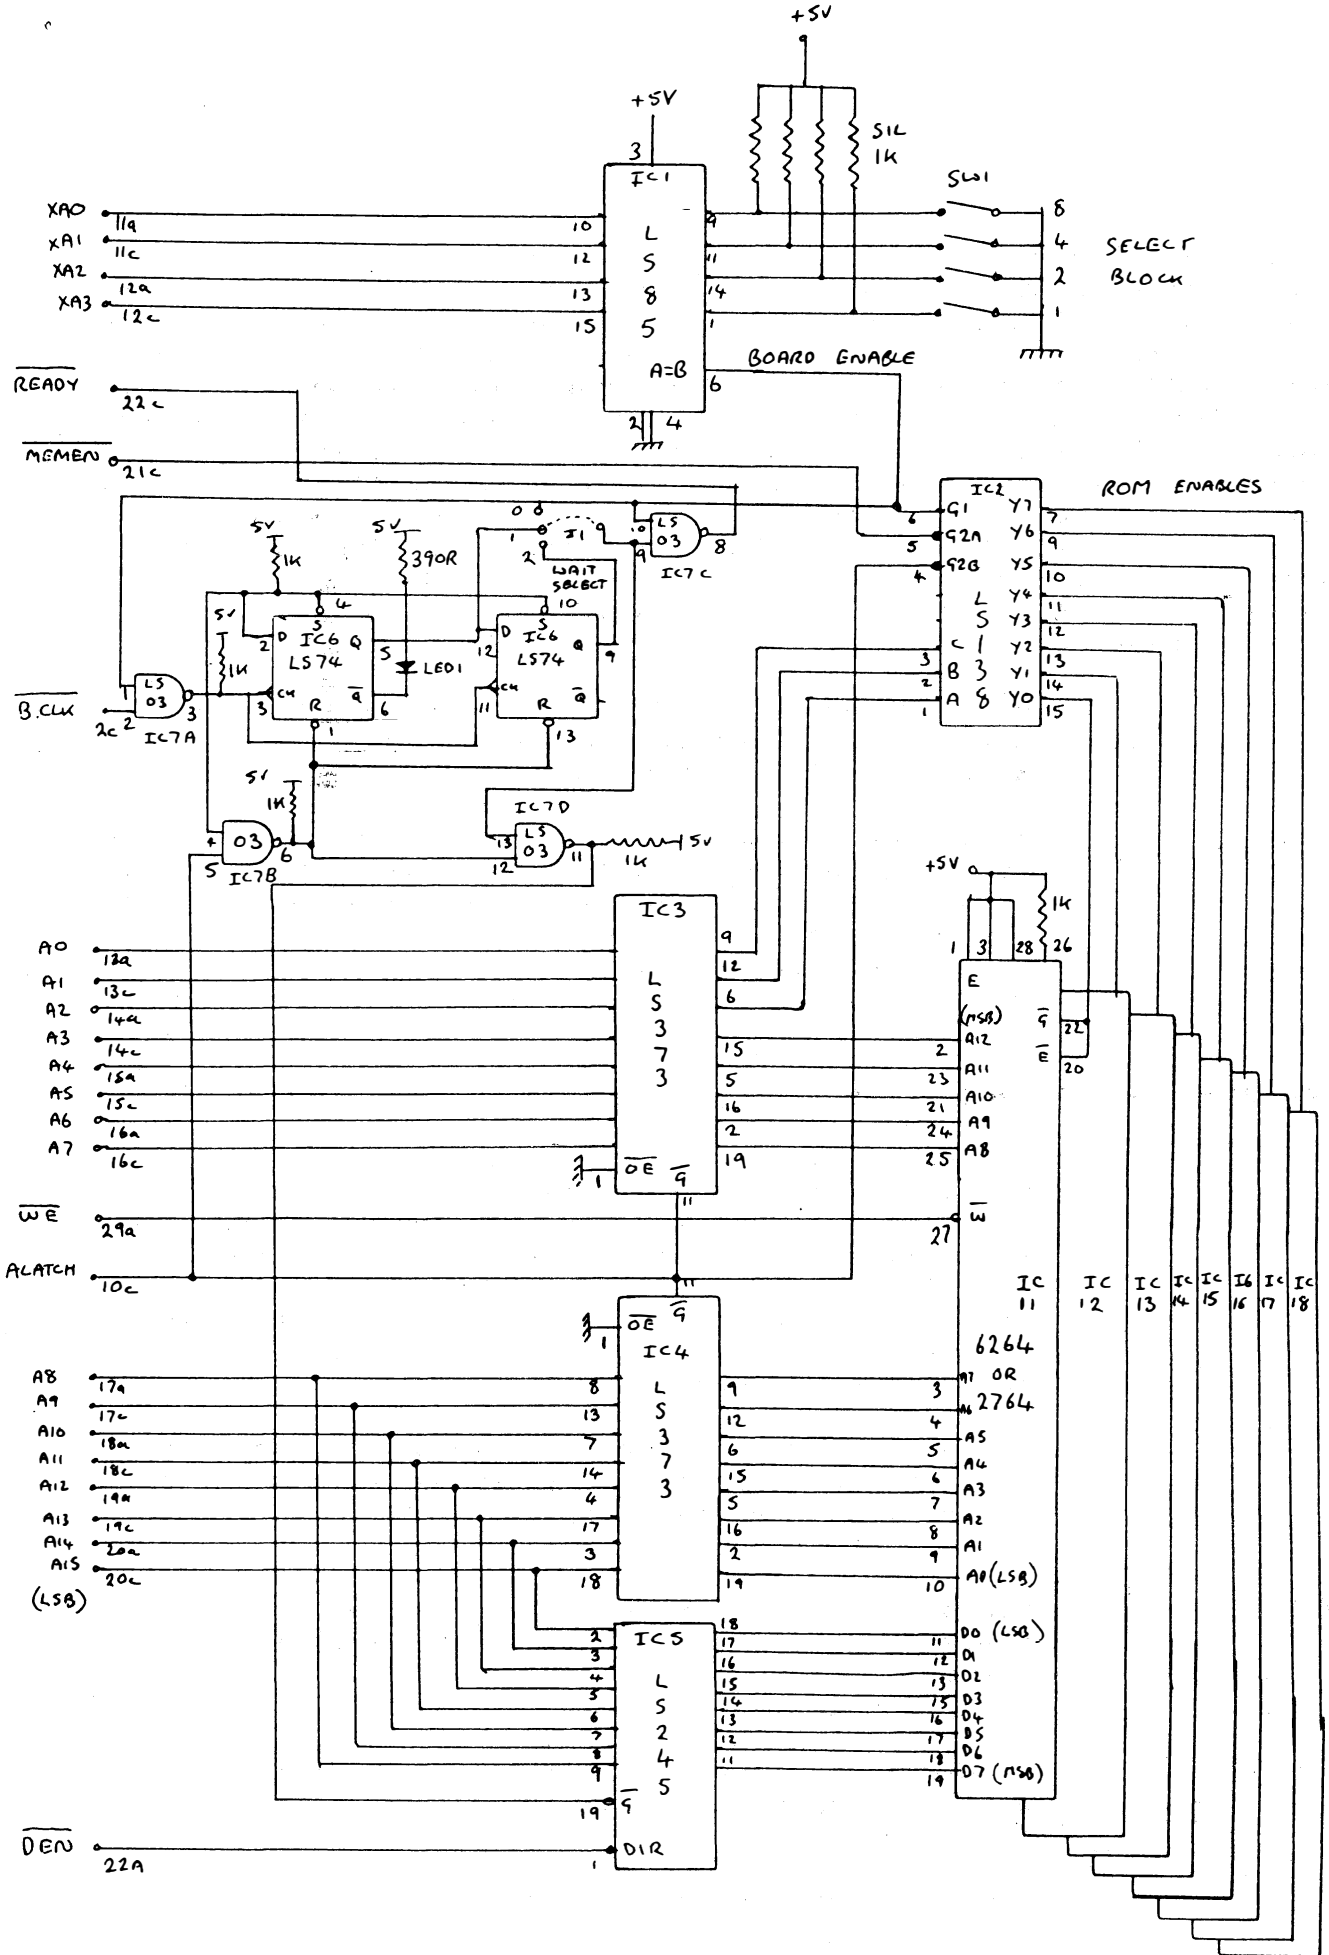 +5V
+5V
SIL
1K
3
IC1
SW1
XA0
11a
10
9
8
XA1
11c
12
11
4
SELECT
XA2
12a
13
14
2
BLOCK
XA3
12c
15
1
1
L
S
8
5
A=B
6
BOARD ENABLE
2
4
READY
22c
MEMEN
21c
ROM ENABLES
IC2
6
G1
Y7
7
5
G2A
Y6
9
4
G2B
Y5
10
Y4
11
Y3
12
3
C
Y2
13
2
B
Y1
14
1
A
Y0
15
L
S
1
3
8
0
1
2
I1
WAIT
SELECT
10
9
LS
03
8
IC7C
5V
1K
5V
390R
5V
1K
4
S
2
D
IC6
Q
5
LS74
3
CK
Q
6
R
1
LED1
10
S
12
D
IC6
Q
9
LS74
11
CK
Q
R
13
B.CLK
2c
1
2
LS
03
3
IC7A
5V
1K
4
5
03
6
IC7B
IC7D
13
12
LS
03
11
1K
5V
+5V
1K
1
3
28
26
IC3
L
S
3
7
3
A0
13a
9
A1
13c
12
A2
14a
6
A3
14c
15
2
A12
A4
15a
5
23
A11
A5
15c
16
21
A10
A6
16a
2
24
A9
A7
16c
19
25
A8
1
OE
G
11
E
(MSB)
G
22
E
20
WE
29a
27
W
ALATCH
10c
11
IC
11
IC
12
IC
13
IC
14
IC
15
IC
16
IC
17
IC
18
6264
OR
2764
G
1
OE
IC4
L
S
3
7
3
A8
17a
8
9
3
A7
A9
17c
13
12
4
A6
A10
18a
7
6
5
A5
A11
18c
14
15
6
A4
A12
19a
4
5
7
A3
A13
19c
17
16
8
A2
A14
20a
3
2
9
A1
A15
20c
18
19
10
A0 (LSB)
(LSB)
IC5
L
S
2
4
5
2
18
11
D0 (LSB)
3
17
12
D1
4
16
13
D2
5
15
15
D3
6
14
16
D4
7
13
17
D5
8
12
18
D6
9
11
19
D7 (MSB)
19
G
DEN
22A
1
DIR